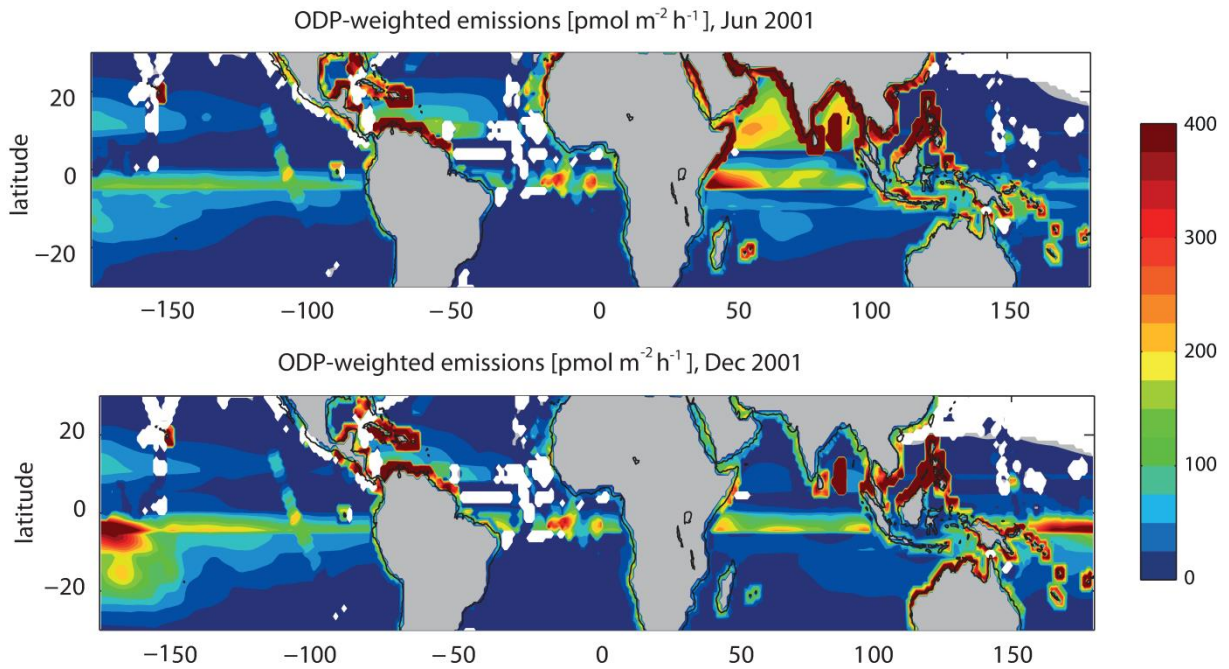 ODP-weighted emissions [pmol m⁻² h⁻¹], Jun 2001
20
0
−20
latitude
−150 −100 −50 0 50 100 150
ODP-weighted emissions [pmol m⁻² h⁻¹], Dec 2001
20
0
−20
latitude
−150 −100 −50 0 50 100 150
400
300
200
100
0